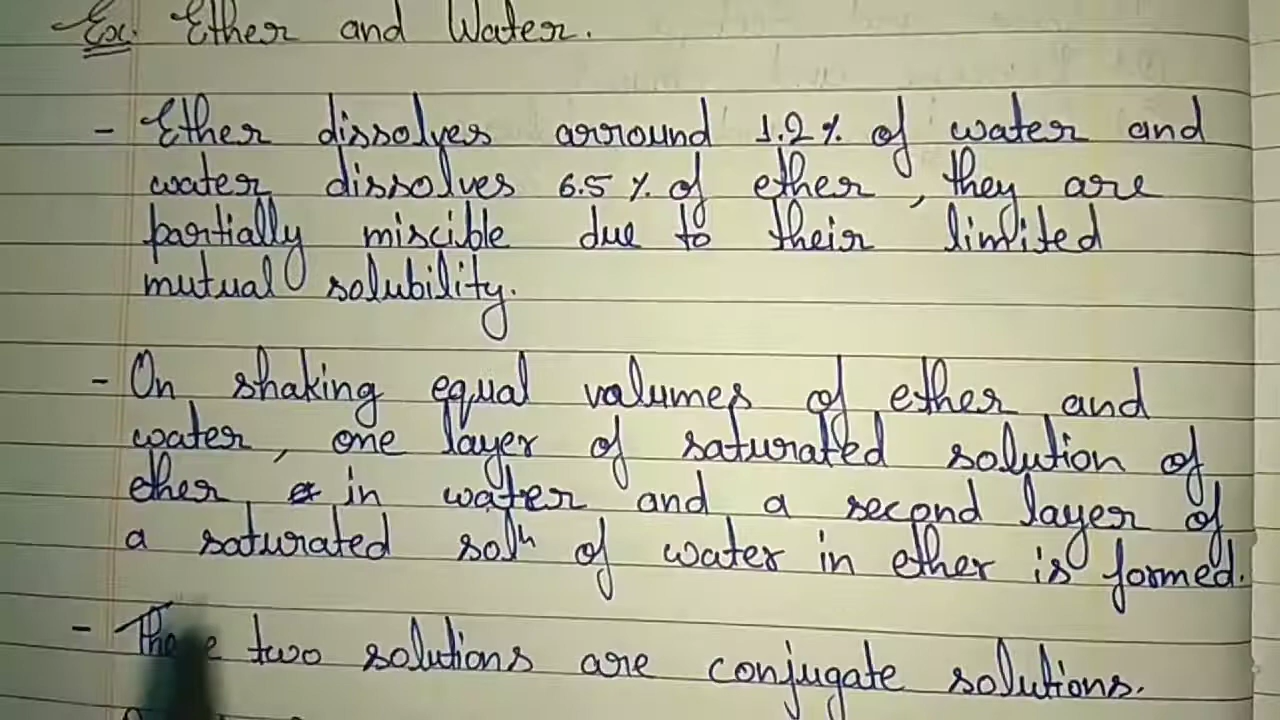 Ex: Ether and Water.
- Ether dissolves arround 1.2 % of water and
water dissolves 6.5 % of ether, they are
partially miscible due to their limited
mutual solubility.
- On shaking equal volumes of ether and
water, one layer of saturated solution of
ether in water and a second layer of
a saturated solⁿ of water in ether is formed.
- two solutions are conjugate solutions.